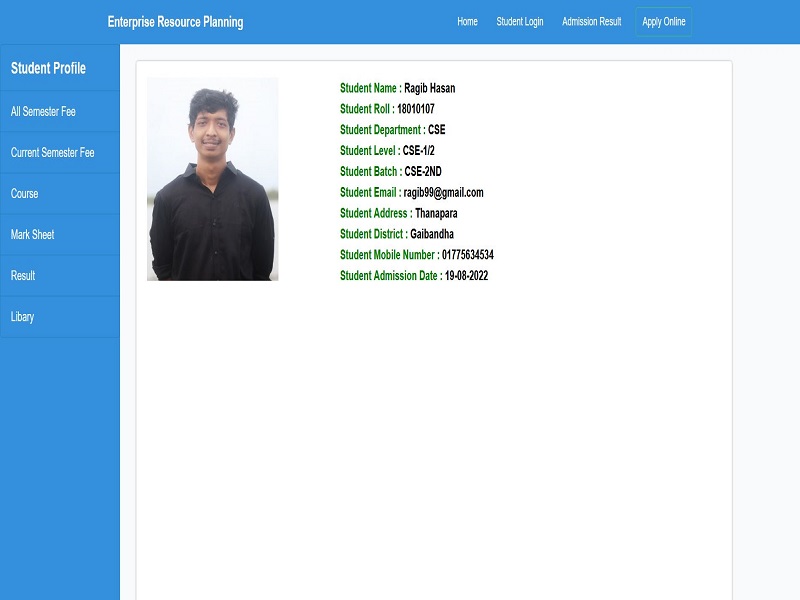 Enterprise Resource Planning
Home Student Login Admission Result Apply Online
Student Profile
All Semester Fee
Current Semester Fee
Course
Mark Sheet
Result
Libary
Student Name : Ragib Hasan
Student Roll : 18010107
Student Department : CSE
Student Level : CSE-1/2
Student Batch : CSE-2ND
Student Email : ragib99@gmail.com
Student Address : Thanapara
Student District : Gaibandha
Student Mobile Number : 01775634534
Student Admission Date : 19-08-2022